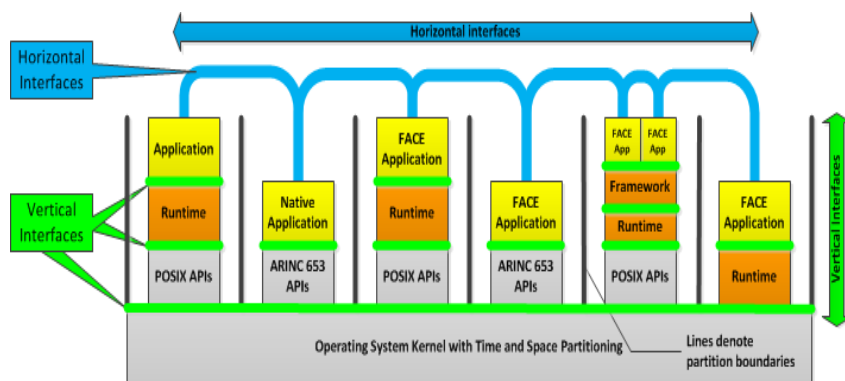 Horizontal interfaces
Horizontal
Interfaces
Application
Runtime
POSIX APIs
Native
Application
ARINC 653
APIs
FACE
Application
Runtime
POSIX APIs
FACE
Application
ARINC 653
APIs
FACE
App
FACE
App
Framework
Runtime
POSIX APIs
FACE
Application
Runtime
Vertical
Interfaces
Vertical Interfaces
Operating System Kernel with Time and Space Partitioning
Lines denote
partition boundaries